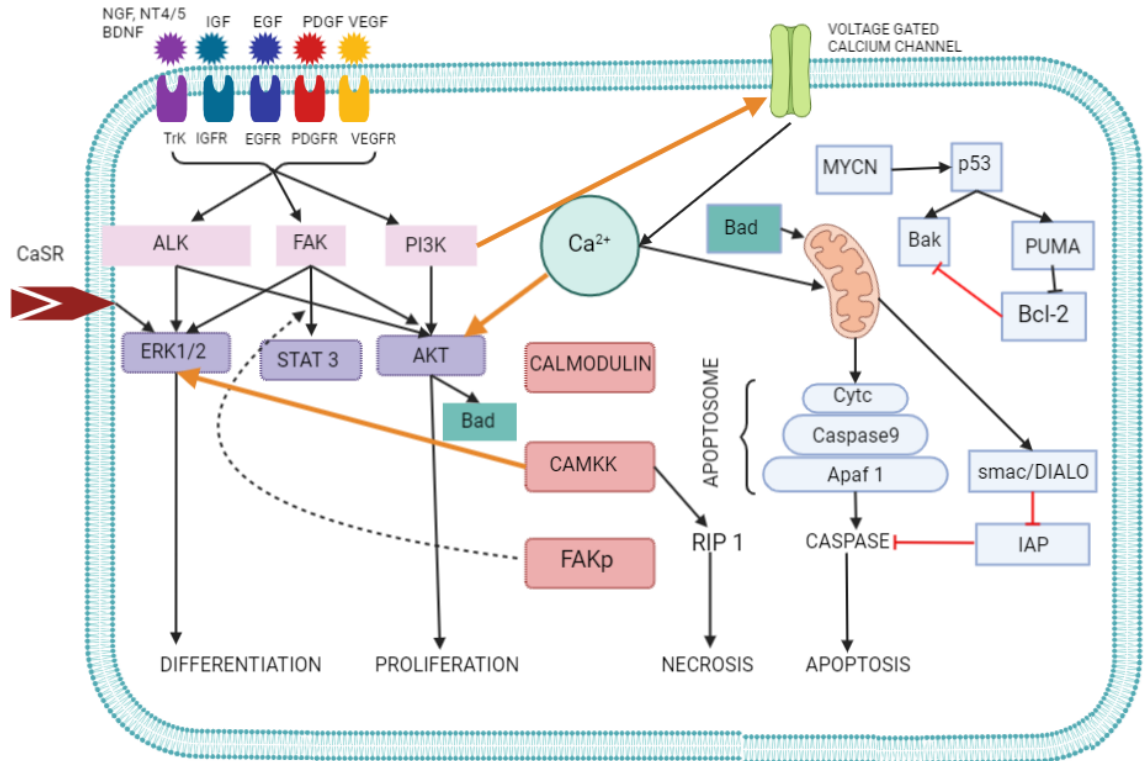 NGF, NT4/5
BDNF
IGF
EGF
PDGF
VEGF
VOLTAGE GATED
CALCIUM CHANNEL
TrK
IGFR
EGFR
PDGFR
VEGFR
MYCN
p53
ALK
FAK
PI3K
Ca²⁺
Bad
Bak
PUMA
CaSR
Bcl-2
ERK1/2
STAT 3
AKT
CALMODULIN
Bad
Cytc
Caspase9
Apaf 1
APOPTOSOME
CAMKK
smac/DIALO
RIP 1
CASPASE
IAP
FAKp
DIFFERENTIATION
PROLIFERATION
NECROSIS
APOPTOSIS